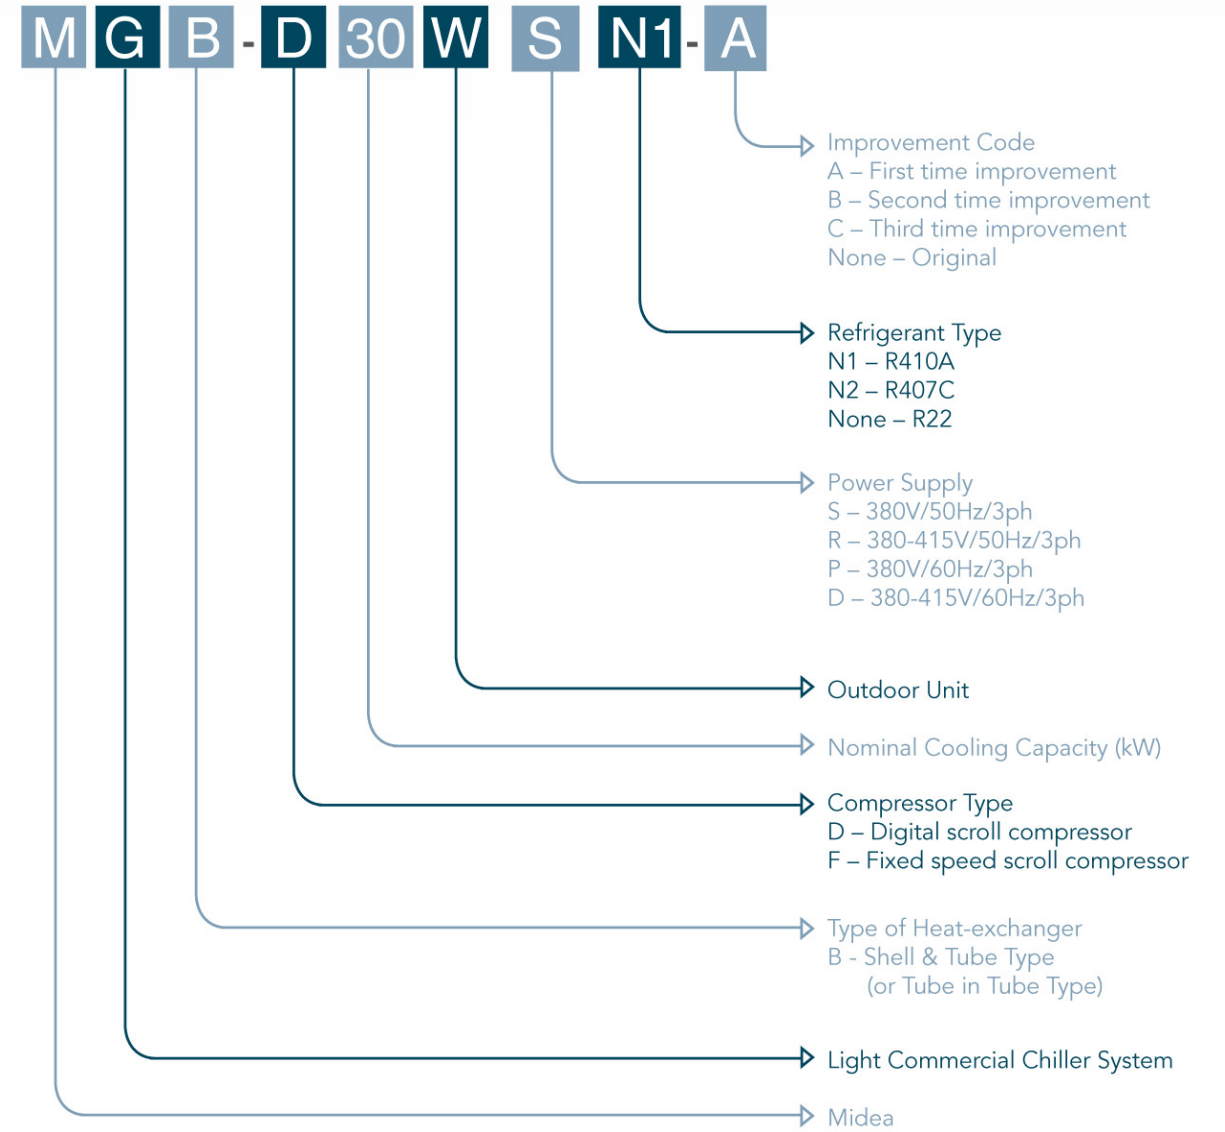 M G B - D 30 W S N1 - A
Improvement Code
A – First time improvement
B – Second time improvement
C – Third time improvement
None – Original
Refrigerant Type
N1 – R410A
N2 – R407C
None – R22
Power Supply
S – 380V/50Hz/3ph
R – 380-415V/50Hz/3ph
P – 380V/60Hz/3ph
D – 380-415V/60Hz/3ph
Outdoor Unit
Nominal Cooling Capacity (kW)
Compressor Type
D – Digital scroll compressor
F – Fixed speed scroll compressor
Type of Heat-exchanger
B - Shell & Tube Type
(or Tube in Tube Type)
Light Commercial Chiller System
Midea